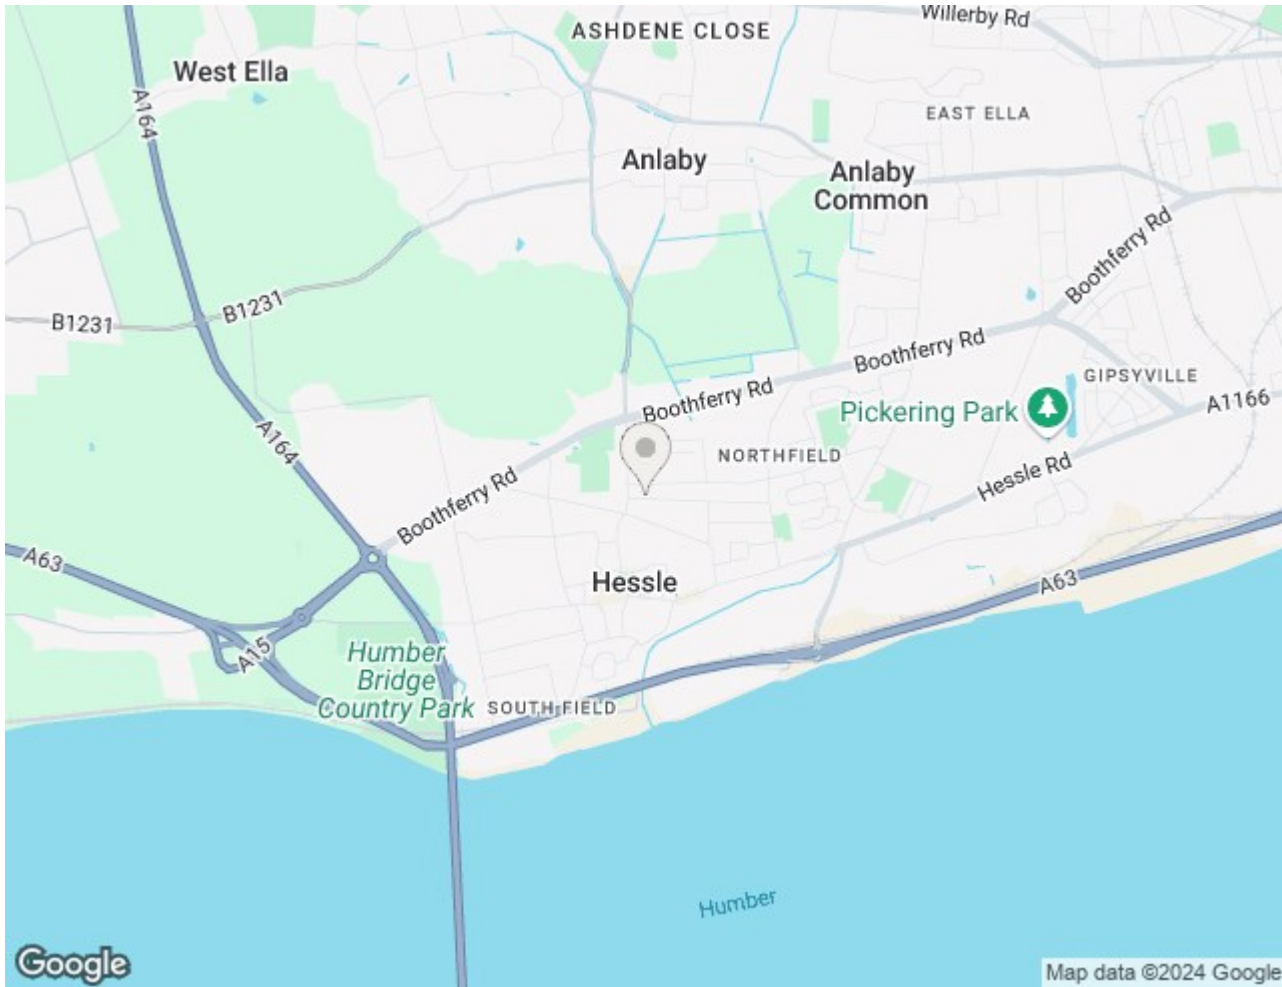 Willerby Rd
ASHDENE CLOSE
West Ella
A164
EAST ELLA
Anlaby
Anlaby
Common
Boothferry Rd
B1231
B1231
Boothferry Rd
GIPSYVILLE
Boothferry Rd
A1166
Pickering Park
A164
NORTHFIELD
Hessle Rd
Boothferry Rd
A63
Hessle
A63
A15
Humber
Bridge
Country Park
SOUTH FIELD
Humber
Google
Map data ©2024 Google